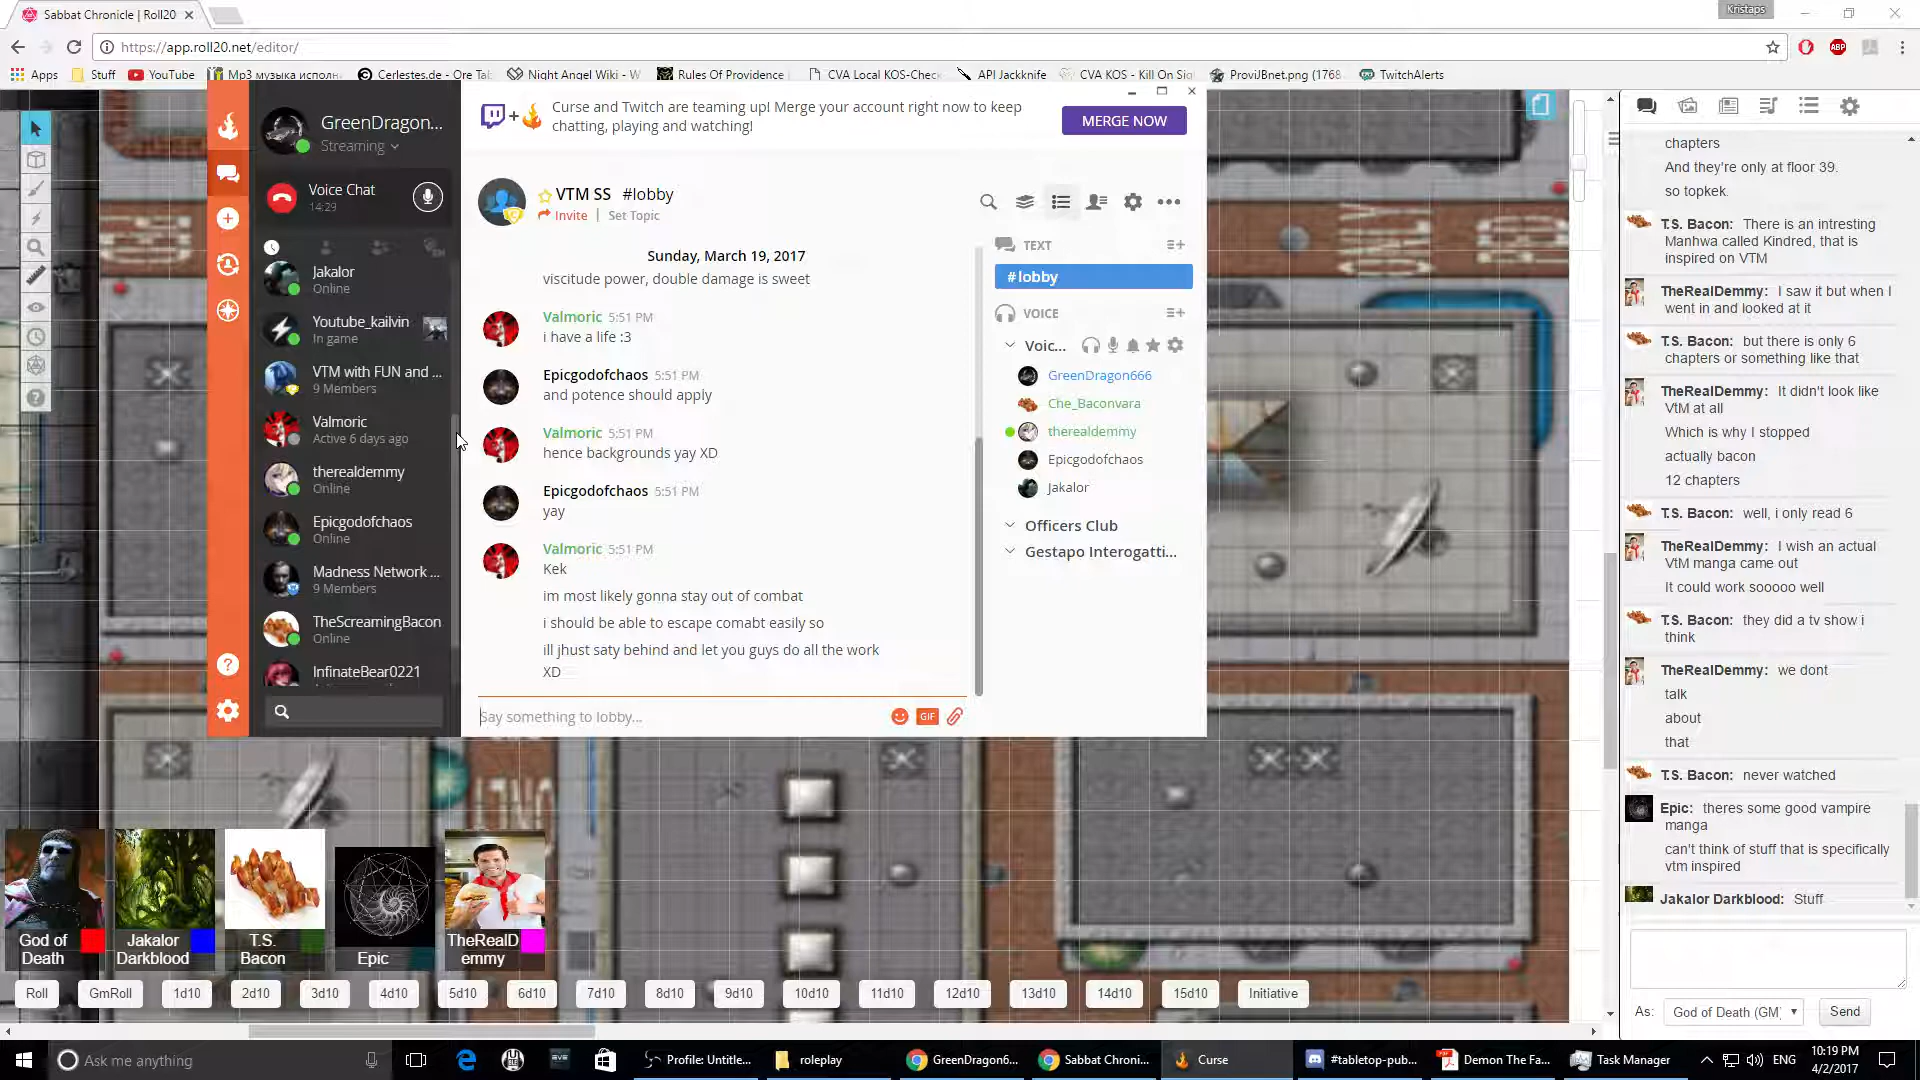 Sabbat Chronicle | Roll20
Kristaps
https://app.roll20.net/editor/
Apps
Stuff
YouTube
Mp3 музыка исполн
Cerlestes.de - Ore Tab
Night Angel Wiki - W
Rules Of Providence
CVA Local KOS-Check
API Jackknife
CVA KOS - Kill On Sig
ProviJBnet.png (1768
TwitchAlerts
GreenDragon...
Streaming
Voice Chat
14:29
Jakalor
Online
Youtube_kailvin
In game
VTM with FUN and ...
9 Members
Valmoric
Active 6 days ago
therealdemmy
Online
Epicgodofchaos
Online
Madness Network ...
9 Members
TheScreamingBacon
Online
InfinateBear0221
Curse and Twitch are teaming up! Merge your account right now to keep
chatting, playing and watching!
MERGE NOW
VTM SS #lobby
Invite | Set Topic
Sunday, March 19, 2017
viscitude power, double damage is sweet
Valmoric 5:51 PM
i have a life :3
Epicgodofchaos 5:51 PM
and potence should apply
Valmoric 5:51 PM
hence backgrounds yay XD
Epicgodofchaos 5:51 PM
yay
Valmoric 5:51 PM
Kek
im most likely gonna stay out of combat
i should be able to escape comabt easily so
ill jhust saty behind and let you guys do all the work
XD
Say something to lobby...
GIF
TEXT
#lobby
VOICE
Voic...
GreenDragon666
Che_Baconvara
therealdemmy
Epicgodofchaos
Jakalor
Officers Club
Gestapo Interogatti...
chapters
And they're only at floor 39.
so topkek.
T.S. Bacon: There is an intresting
Manhwa called Kindred, that is
inspired on VTM
TheRealDemmy: I saw it but when I
went in and looked at it
T.S. Bacon: but there is only 6
chapters or something like that
TheRealDemmy: It didn't look like
VtM at all
Which is why I stopped
actually bacon
12 chapters
T.S. Bacon: well, i only read 6
TheRealDemmy: I wish an actual
VtM manga came out
It could work sooooo well
T.S. Bacon: they did a tv show i
think
TheRealDemmy: we dont
talk
about
that
T.S. Bacon: never watched
Epic: theres some good vampire
manga
can't think of stuff that is specifically
vtm inspired
Jakalor Darkblood: Stuff
As: God of Death (GM)
Send
God of
Death
Jakalor
Darkblood
T.S.
Bacon
Epic
TheRealD
emmy
Roll
GmRoll
1d10
2d10
3d10
4d10
5d10
6d10
7d10
8d10
9d10
10d10
11d10
12d10
13d10
14d10
15d10
Initiative
Ask me anything
Profile: Untitle...
roleplay
GreenDragon6...
Sabbat Chroni...
Curse
#tabletop-pub...
Demon The Fa...
Task Manager
ENG
10:19 PM
4/2/2017